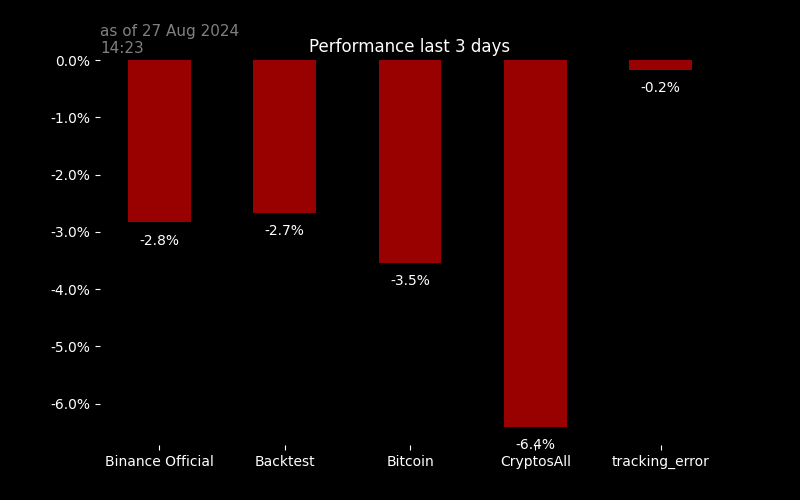 as of 27 Aug 2024
14:23
Performance last 3 days
0.0%
-1.0%
-2.0%
-3.0%
-4.0%
-5.0%
-6.0%
-2.8%
-2.7%
-3.5%
-6.4%
-0.2%
Binance Official
Backtest
Bitcoin
CryptosAll
tracking_error